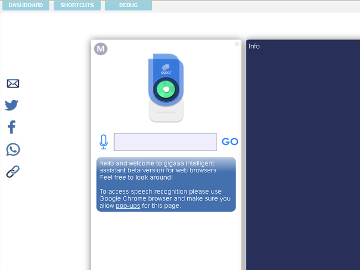 DASHBOARD SHORTCUTS DEBUG
M
Info
GO
hello and welcome to gigaaa intelligent
assistant beta version for web browsers
Feel free to look around!
To access speech recognition please use
Google Chrome browser and make sure you
allow pop-ups for this page.